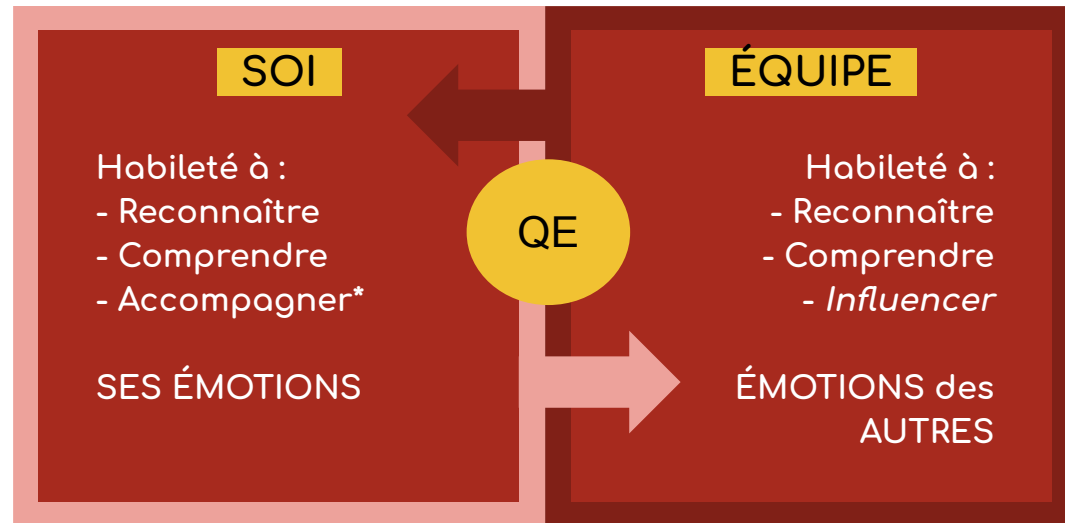 SOI
Habileté à :
- Reconnaître
- Comprendre
- Accompagner*
SES ÉMOTIONS
QE
ÉQUIPE
Habileté à :
- Reconnaître
- Comprendre
- Influencer
ÉMOTIONS des
AUTRES